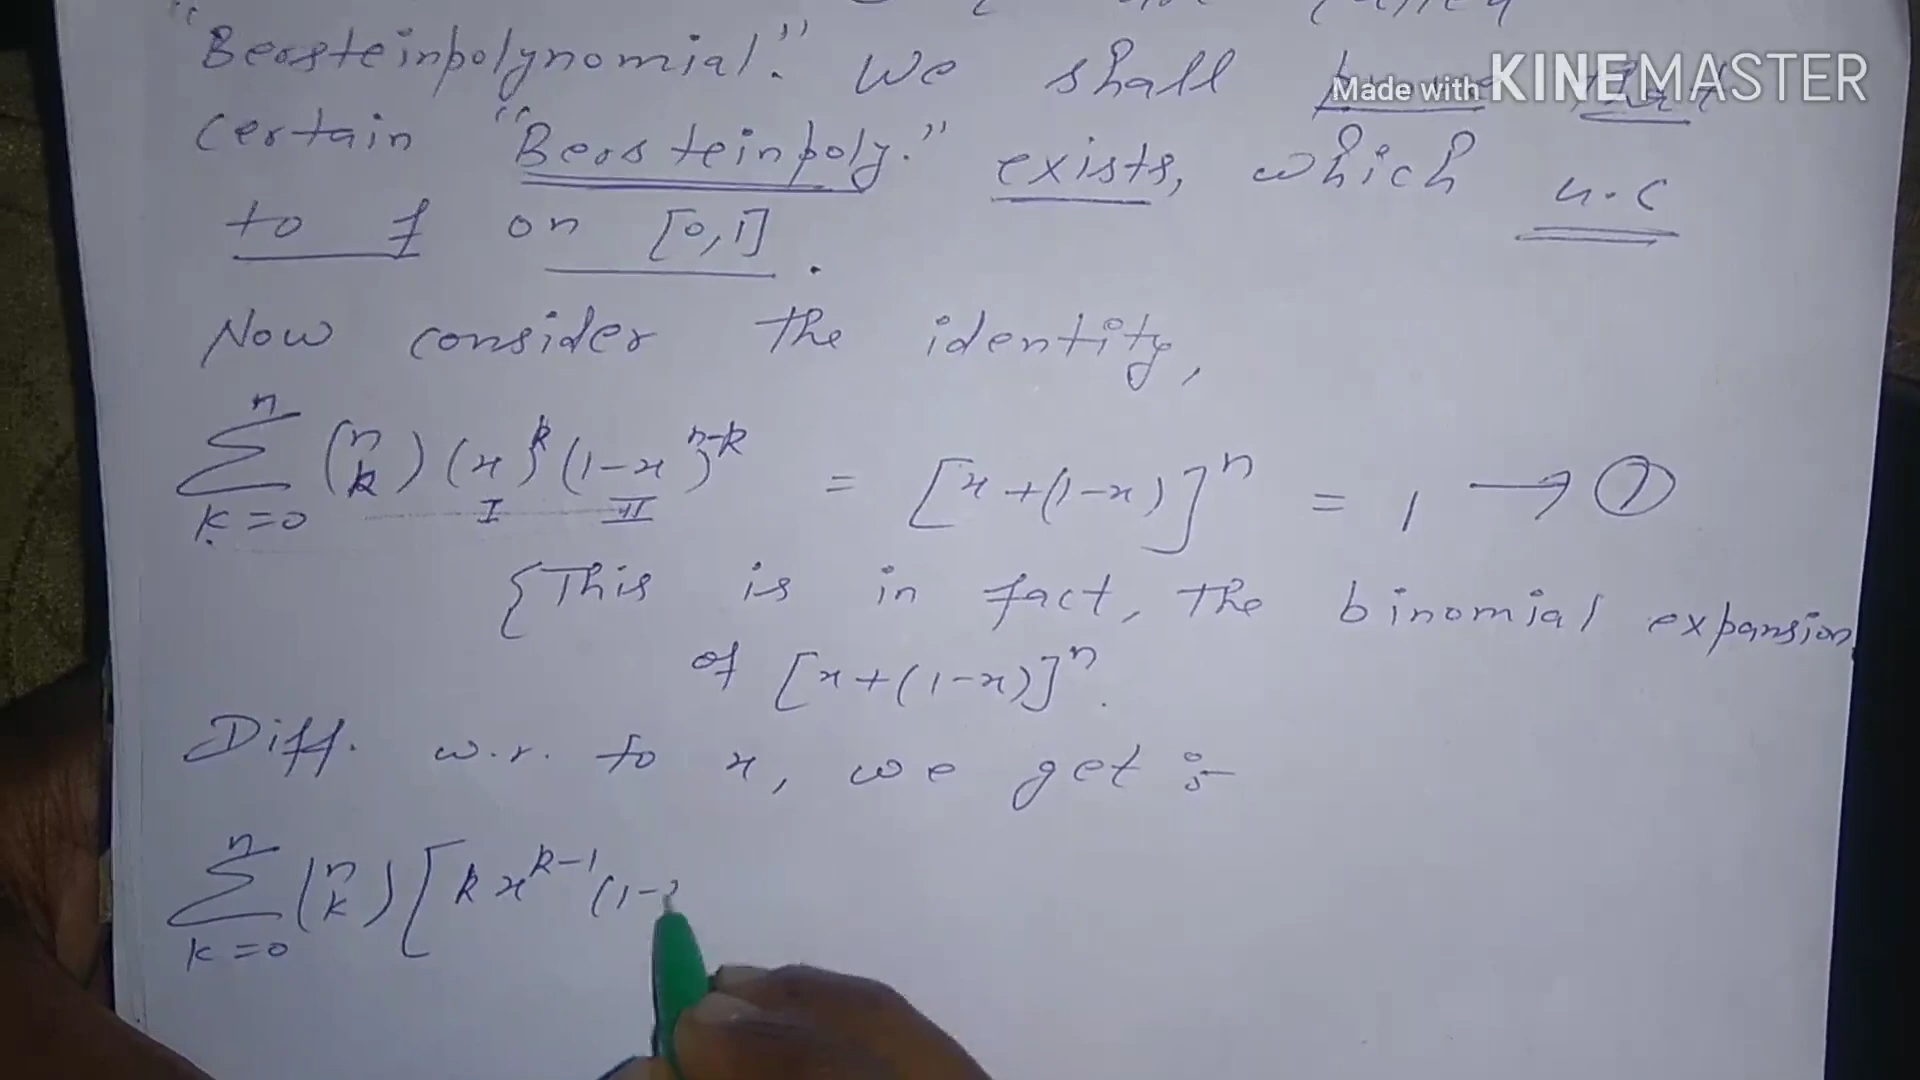 "Bersteinpolynomial." We shall
Made with KINEMASTER
certain "Bersteinpoly." exists, which u.c
to f on [0,1].
Now consider the identity,
∑_{k=0}^{n} (n k) (x)^k (1-x)^{n-k} = [x+(1-x)]^n = 1 → ①
I II
{This is in fact, the binomial expansion
of [x+(1-x)]^n.
Diff. w.r. to x, we get :-
∑_{k=0}^{n} (n k) [k x^{k-1} (1-